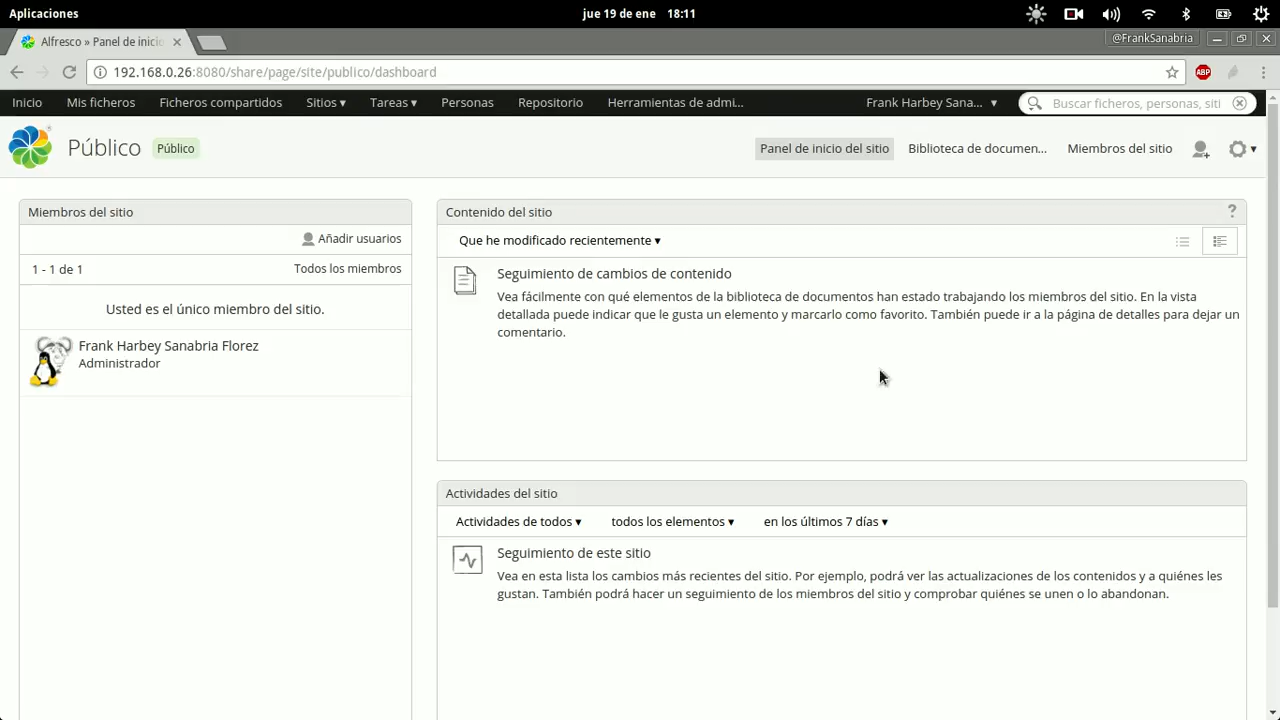 Aplicaciones
jue 19 de ene 18:11
Alfresco » Panel de inicio
@FrankSanabria
192.168.0.26:8080/share/page/site/publico/dashboard
ABP
Inicio Mis ficheros Ficheros compartidos Sitios ▾ Tareas ▾ Personas Repositorio Herramientas de admi... Frank Harbey Sana... ▾ Buscar ficheros, personas, siti
Público Público
Panel de inicio del sitio Biblioteca de documen... Miembros del sitio
Miembros del sitio
Añadir usuarios
1 - 1 de 1 Todos los miembros
Usted es el único miembro del sitio.
Frank Harbey Sanabria Florez
Administrador
Contenido del sitio ?
Que he modificado recientemente ▾
Seguimiento de cambios de contenido
Vea fácilmente con qué elementos de la biblioteca de documentos han estado trabajando los miembros del sitio. En la vista
detallada puede indicar que le gusta un elemento y marcarlo como favorito. También puede ir a la página de detalles para dejar un
comentario.
Actividades del sitio
Actividades de todos ▾ todos los elementos ▾ en los últimos 7 días ▾
Seguimiento de este sitio
Vea en esta lista los cambios más recientes del sitio. Por ejemplo, podrá ver las actualizaciones de los contenidos y a quiénes les
gustan. También podrá hacer un seguimiento de los miembros del sitio y comprobar quiénes se unen o lo abandonan.